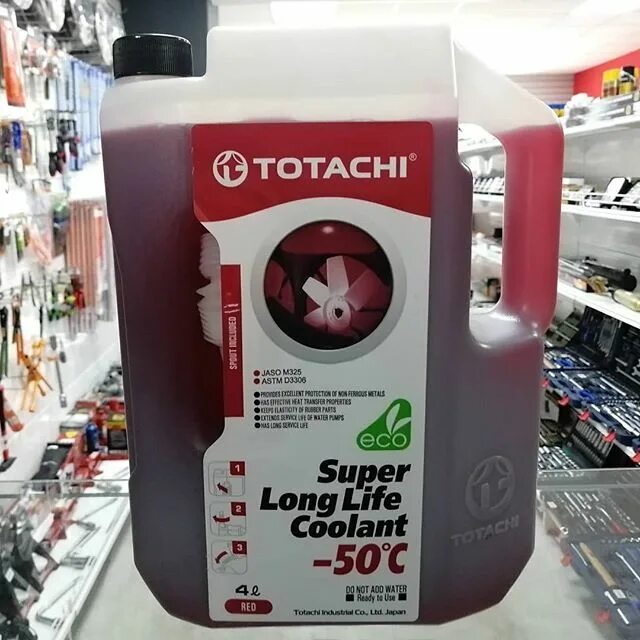 TOTACHI®
SPOUT INCLUDED
JASO M325
ASTM D3306
PROVIDES EXCELLENT PROTECTION OF NON FERROUS METALS
HAS EFFECTIVE HEAT TRANSFER PROPERTIES
KEEPS ELASTICITY OF RUBBER PARTS
EXTENDS SERVICE LIFE OF WATER PUMPS
HAS LONG SERVICE LIFE
eco
1
2
3
Super
Long Life
Coolant
-50°C
4ℓ
RED
DO NOT ADD WATER
Ready to Use
Totachi Industrial Co., Ltd. Japan
TOTACHI